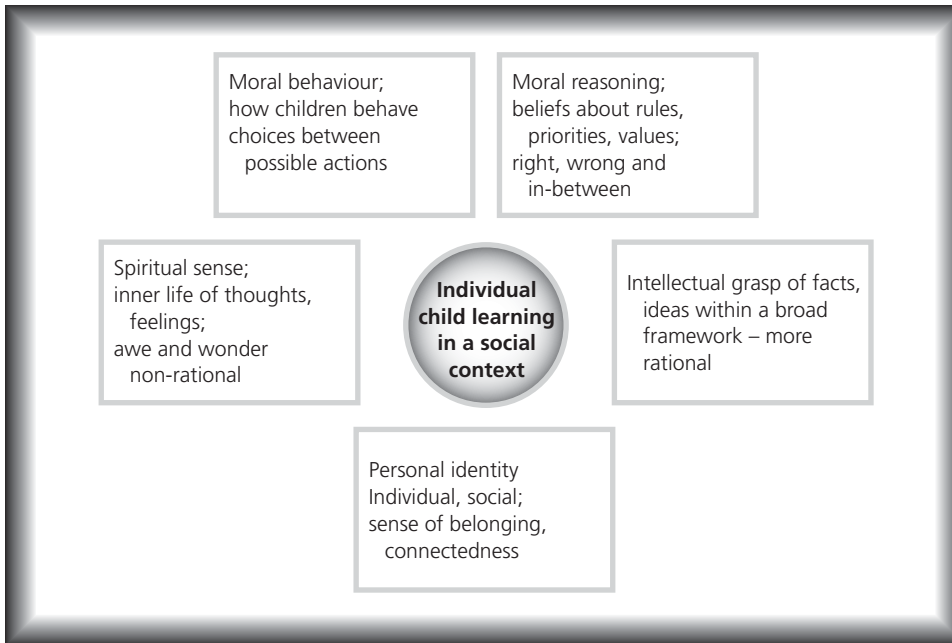 Moral behaviour;
how children behave
choices between
possible actions
Moral reasoning;
beliefs about rules,
priorities, values;
right, wrong and
in-between
Spiritual sense;
inner life of thoughts,
feelings;
awe and wonder
non-rational
Individual
child learning
in a social
context
Intellectual grasp of facts,
ideas within a broad
framework – more
rational
Personal identity
Individual, social;
sense of belonging,
connectedness